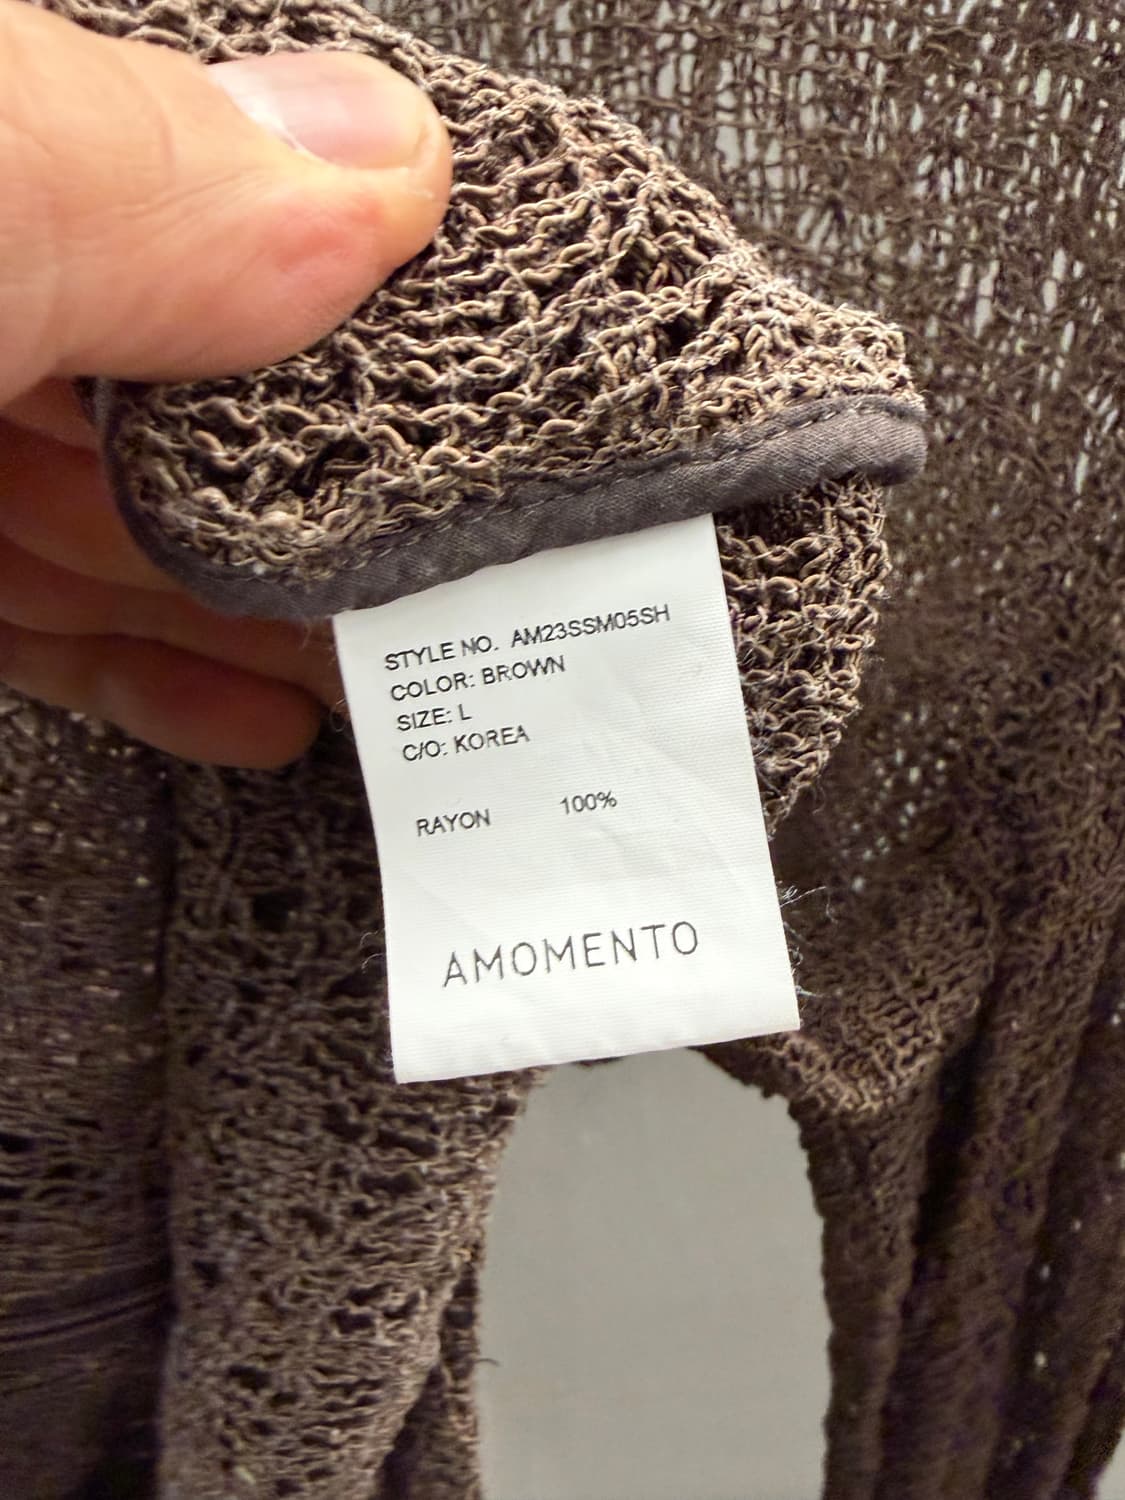 STYLE NO. AM23SSM05SH
COLOR: BROWN
SIZE: L
C/O: KOREA
RAYON 100%
AMOMENTO